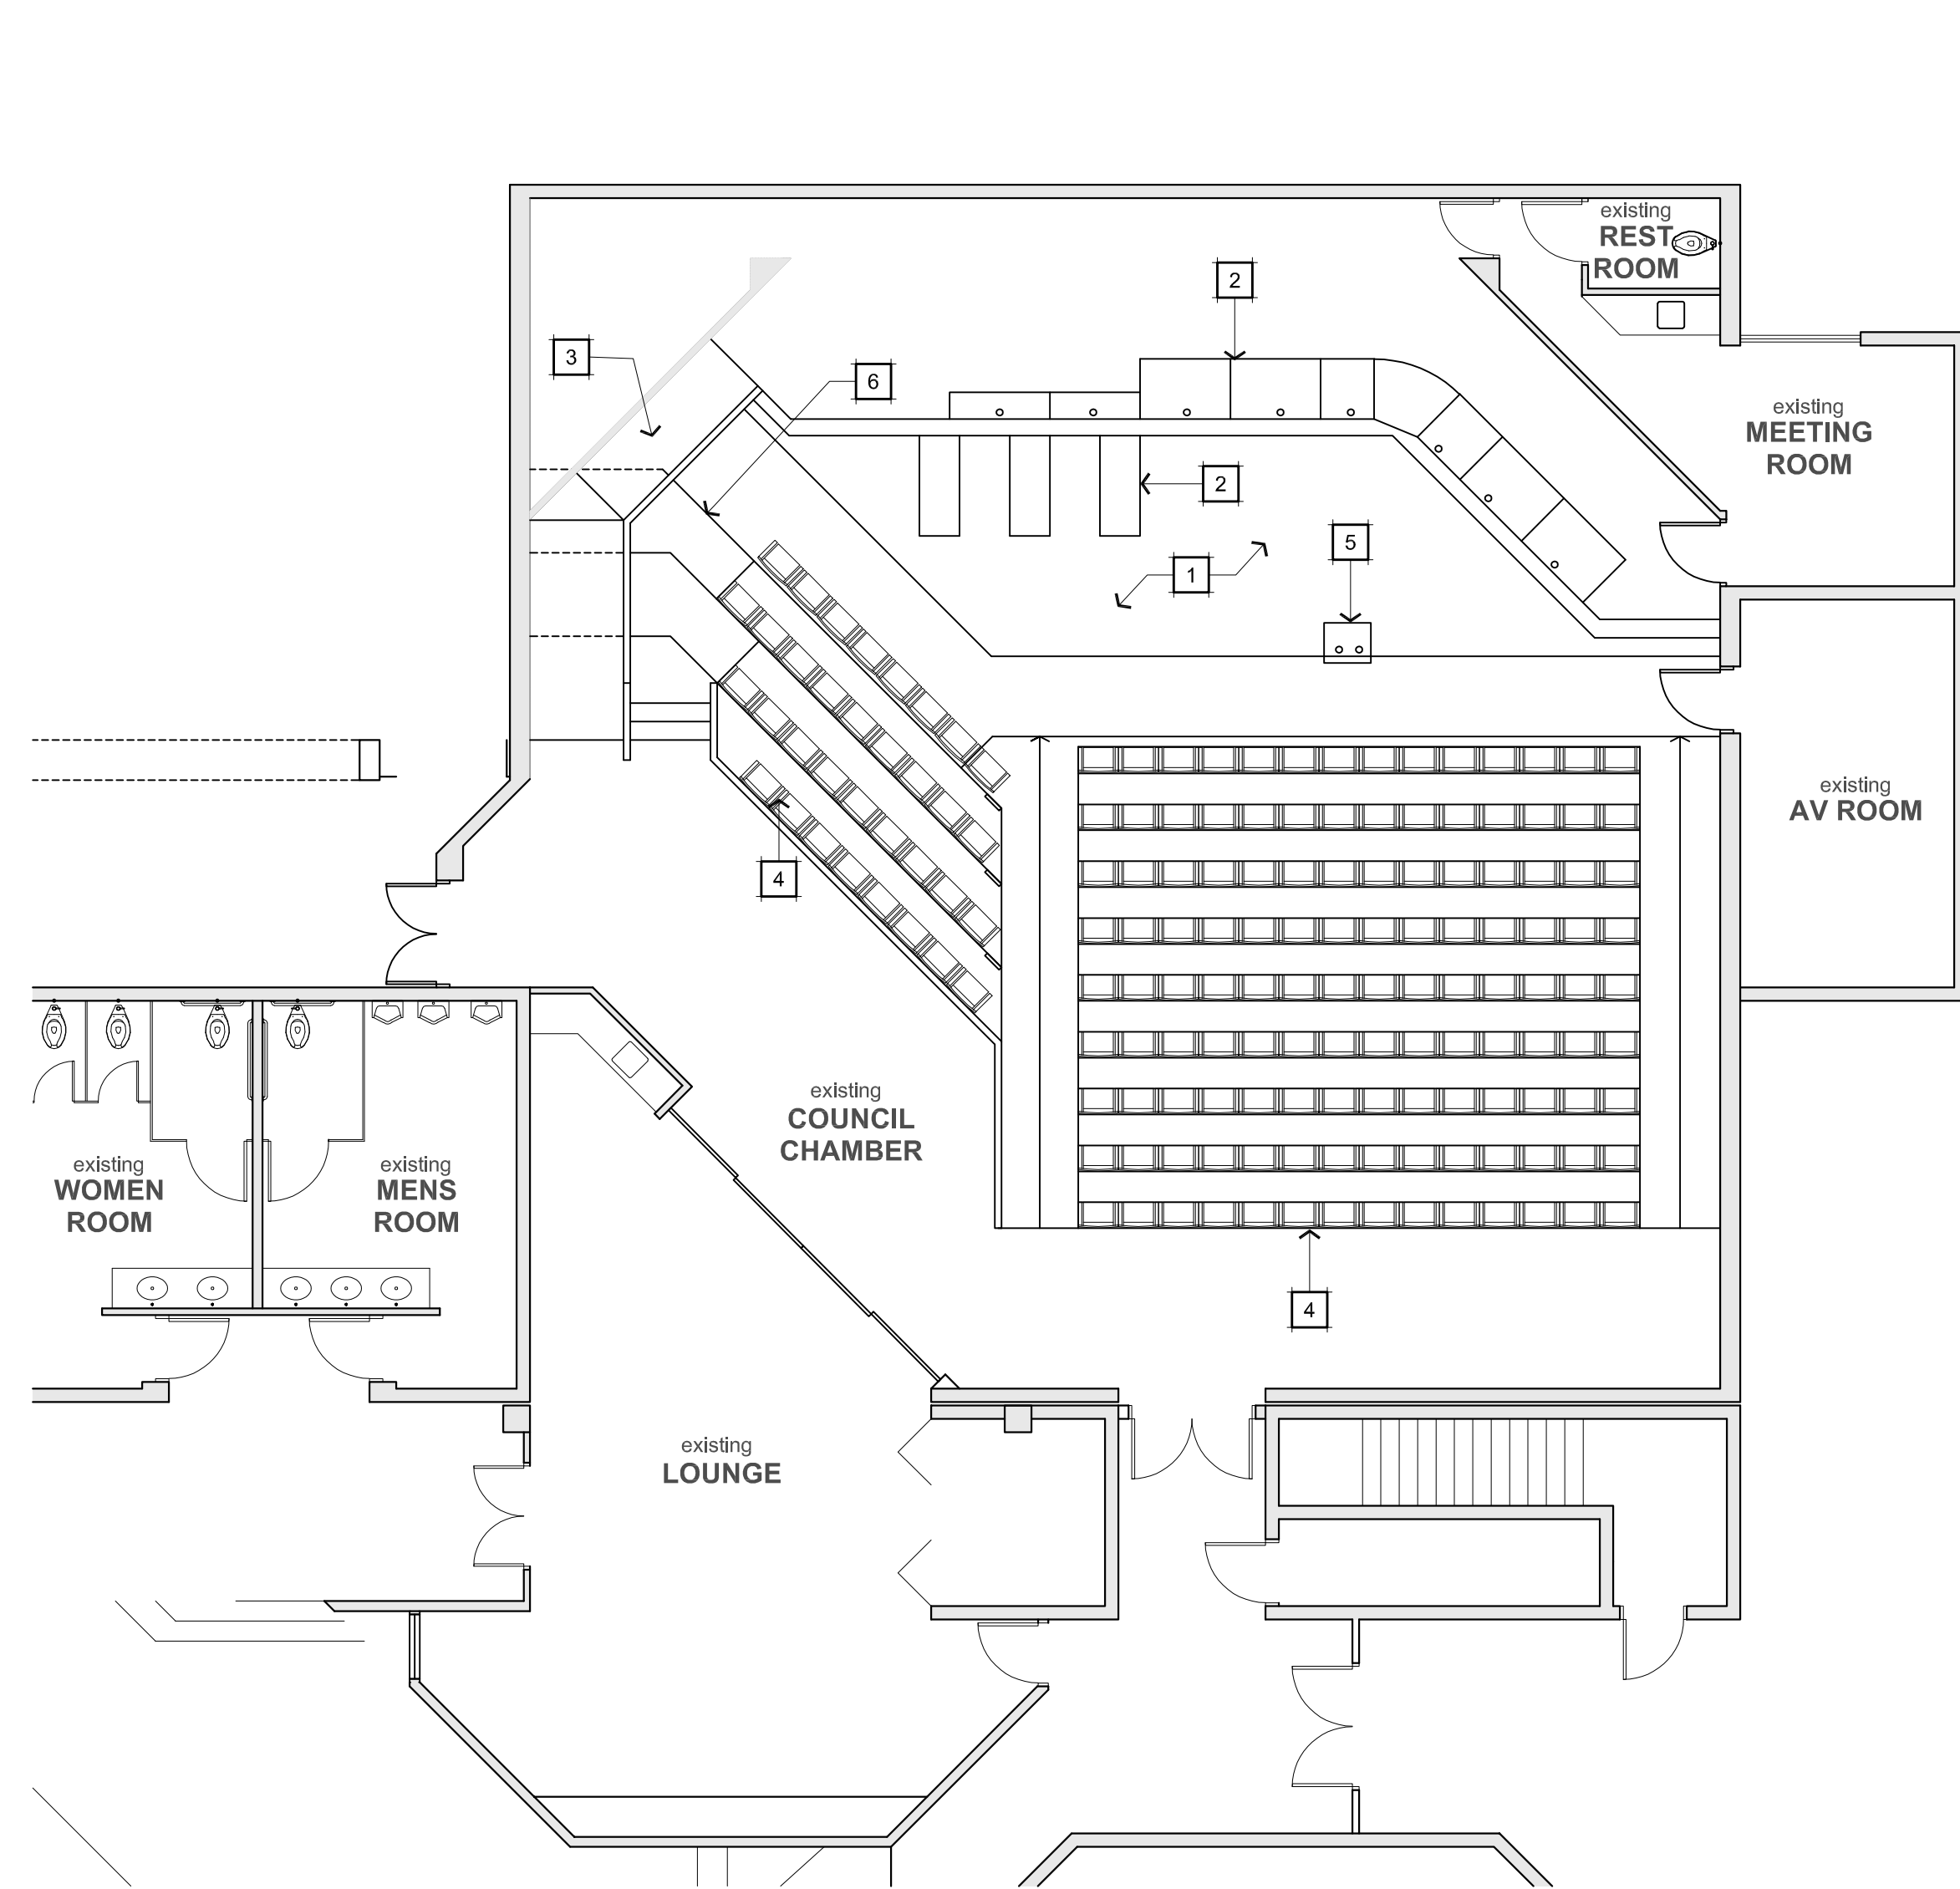 existing
REST
ROOM
2
3
6
existing
MEETING
ROOM
2
5
1
existing
AV ROOM
4
existing
COUNCIL
CHAMBER
existing
WOMEN
ROOM
existing
MENS
ROOM
4
existing
LOUNGE